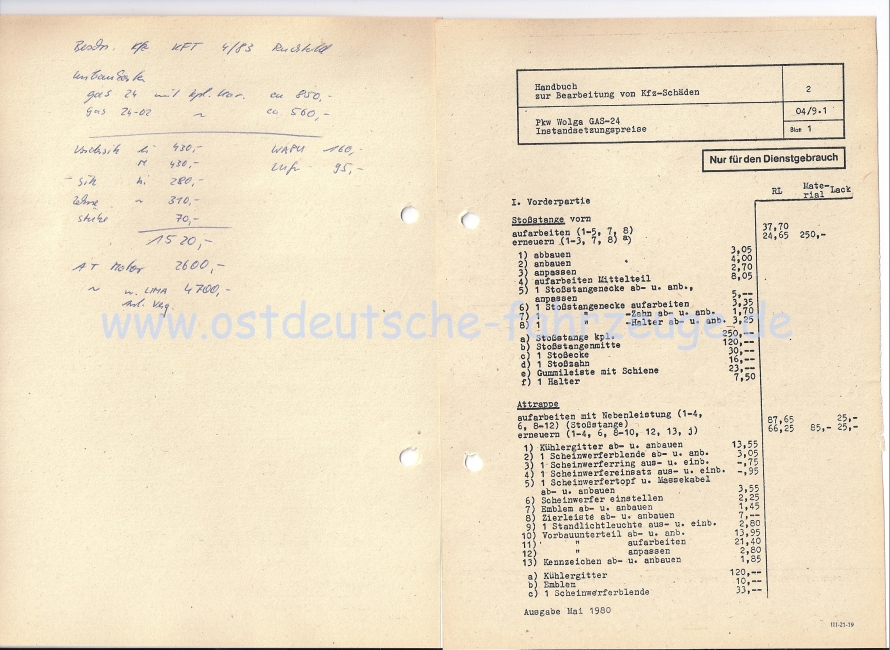 KFT 4/83
gas 24 mit kpl. Kar. ca 850,-
Gas 24-02 ~ ca. 560,-
li 430,- WAPU 160,-
430,- 95,-
280,-
~ 310,-
70,-
1520,-
AT Motor 2600,-
~ LIMA 4700,-
www.ostdeutsche-fahrzeuge.de
Handbuch
zur Bearbeitung von Kfz-Schäden
2
Pkw Wolga GAS-24
Instandsetzungspreise
04/9.1
Blatt 1
Nur für den Dienstgebrauch
RL Mate-rial Lack
I. Vorderpartie
Stoßstange vorn
aufarbeiten (1-5, 7, 8) 37,70
erneuern (1-3, 7, 8) a) 24,65 250,-
1) abbauen 3,05
2) anbauen 4,00
3) anpassen 2,70
4) aufarbeiten Mittelteil 8,05
5) 1 Stoßstangenecke ab- u. anb.,
anpassen 5,--
6) 1 Stoßstangenecke aufarbeiten 3,35
7) 1 " -Zahn ab- u. anb. 1,70
8) 1 " -Halter ab- u. anb. 3,25
a) Stoßstange kpl. 250,--
b) Stoßstangenmitte 120,--
c) 1 Stoßecke 30,--
d) 1 Stoßzahn 16,--
e) Gummileiste mit Schiene 23,--
f) 1 Halter 7,50
Attrappe
aufarbeiten mit Nebenleistung (1-4,
6, 8-12) (Stoßstange) 87,65 25,-
erneuern (1-4, 6, 8-10, 12, 13, j) 66,25 85,- 25,-
1) Kühlergitter ab- u. anbauen 13,55
2) 1 Scheinwerferblende ab- u. anb. 3,05
3) 1 Scheinwerferring aus- u. einb. -,75
4) 1 Scheinwerfereinsatz aus- u. einb. -,95
5) 1 Scheinwerfertopf u. Massekabel
ab- u. anbauen 3,55
6) Scheinwerfer einstellen 2,25
7) Emblem ab- u. anbauen 1,45
8) Zierleiste ab- u. anbauen 7,--
9) 1 Standlichtleuchte aus- u. einb. 2,80
10) Vorbauunterteil ab- u. anb. 13,95
11) " aufarbeiten 21,40
12) " anpassen 2,80
13) Kennzeichen ab- u. anbauen 1,85
a) Kühlergitter 120,--
b) Emblem 10,--
c) 1 Scheinwerferblende 33,--
Ausgabe Mai 1980
III-21-19